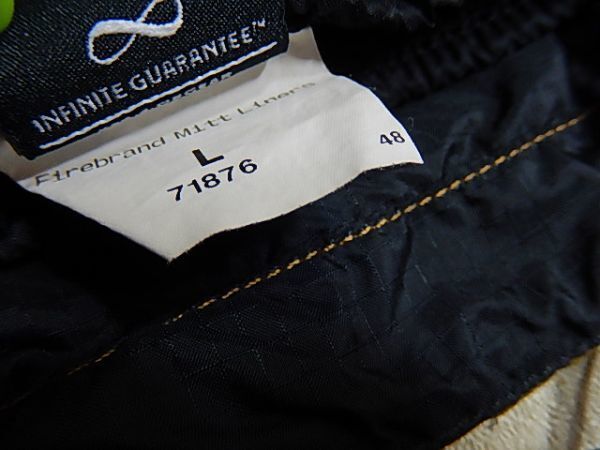 INFINITE GUARANTEE™
Firebrand Mitt Liners
L
71876
48